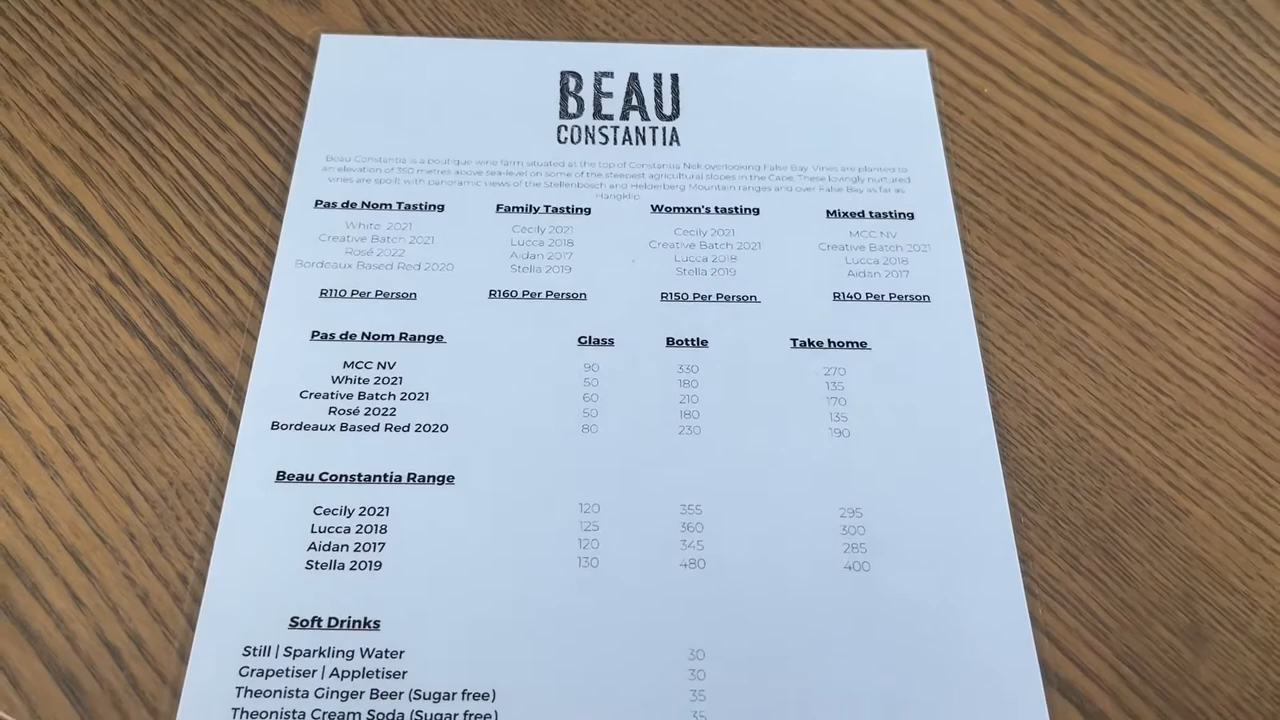 BEAU
CONSTANTIA
Beau Constantia is a boutique wine farm situated at the top of Constantia Nek overlooking False Bay. Vines are planted to
an elevation of 350 metres above sea-level on some of the steepest agricultural slopes in the Cape. These lovingly nurtured
vines are spoilt with panoramic views of the Stellenbosch and Helderberg Mountain ranges and over False Bay as far as
Hangklip.
Pas de Nom Tasting Family Tasting Womxn's tasting Mixed tasting
White 2021 Cecily 2021 Cecily 2021 MCC NV
Creative Batch 2021 Lucca 2018 Creative Batch 2021 Creative Batch 2021
Rosé 2022 Aidan 2017 Lucca 2018 Lucca 2018
Bordeaux Based Red 2020 Stella 2019 Stella 2019 Aidan 2017
R110 Per Person R160 Per Person R150 Per Person R140 Per Person
Pas de Nom Range Glass Bottle Take home
MCC NV 90 330 270
White 2021 50 180 135
Creative Batch 2021 60 210 170
Rosé 2022 50 180 135
Bordeaux Based Red 2020 80 230 190
Beau Constantia Range
Cecily 2021 120 355 295
Lucca 2018 125 360 300
Aidan 2017 120 345 285
Stella 2019 130 480 400
Soft Drinks
Still | Sparkling Water 30
Grapetiser | Appletiser 30
Theonista Ginger Beer (Sugar free) 35
Theonista Cream Soda (Sugar free) 35